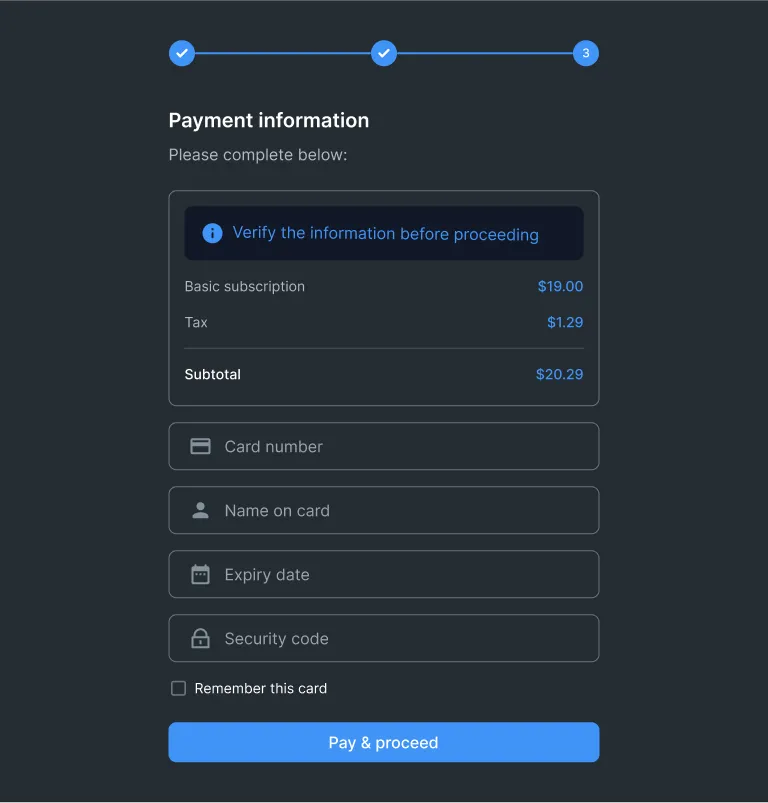 3
Payment information
Please complete below:
Verify the information before proceeding
Basic subscription $19.00
Tax $1.29
Subtotal $20.29
Card number
Name on card
Expiry date
Security code
Remember this card
Pay & proceed